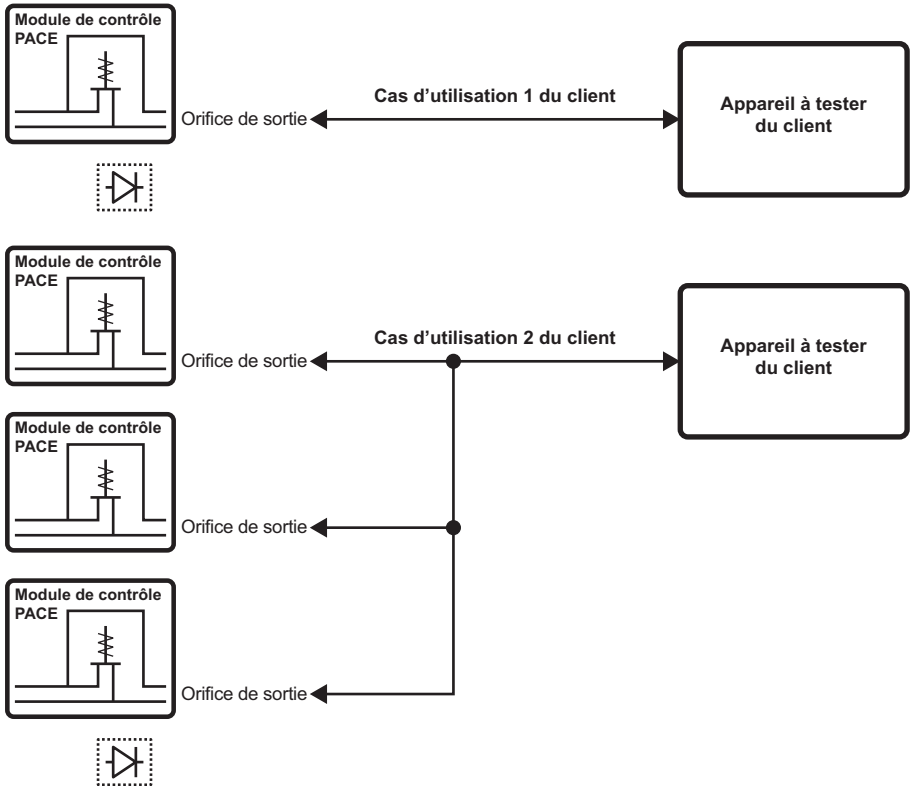 Module de contrôle
PACE
Orifice de sortie
Cas d'utilisation 1 du client
Appareil à tester
du client
Module de contrôle
PACE
Orifice de sortie
Cas d'utilisation 2 du client
Appareil à tester
du client
Module de contrôle
PACE
Orifice de sortie
Module de contrôle
PACE
Orifice de sortie